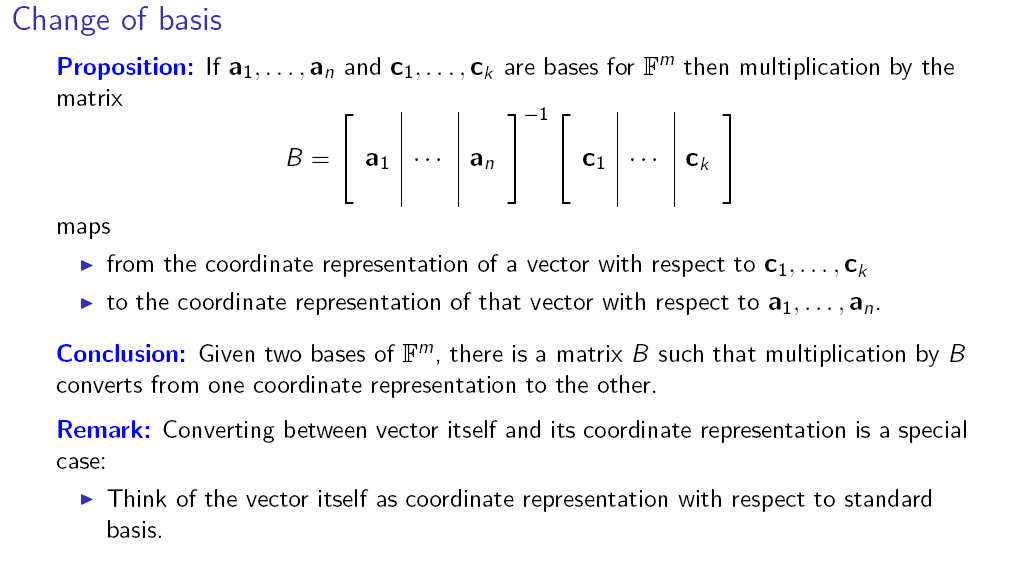 Change of basis
Proposition: If a₁, . . . , aₙ and c₁, . . . , cₖ are bases for 𝔽ᵐ then multiplication by the
matrix
B = [ a₁ | ··· | aₙ ]⁻¹ [ c₁ | ··· | cₖ ]
maps
▶ from the coordinate representation of a vector with respect to c₁, . . . , cₖ
▶ to the coordinate representation of that vector with respect to a₁, . . . , aₙ.
Conclusion: Given two bases of 𝔽ᵐ, there is a matrix B such that multiplication by B
converts from one coordinate representation to the other.
Remark: Converting between vector itself and its coordinate representation is a special
case:
▶ Think of the vector itself as coordinate representation with respect to standard
basis.